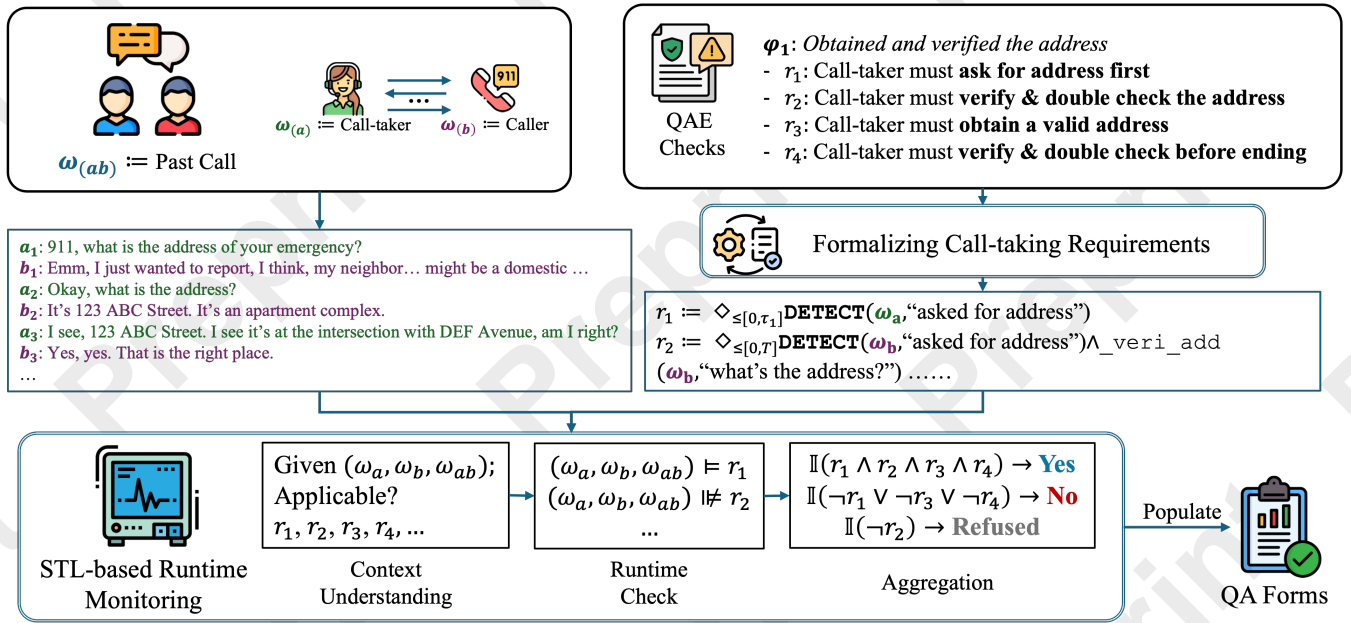 911
ω(a) ≔ Call-taker
ω(b) ≔ Caller
ω(ab) ≔ Past Call
QAE
Checks
φ1: Obtained and verified the address
- r1: Call-taker must ask for address first
- r2: Call-taker must verify & double check the address
- r3: Call-taker must obtain a valid address
- r4: Call-taker must verify & double check before ending
a1: 911, what is the address of your emergency?
b1: Emm, I just wanted to report, I think, my neighbor… might be a domestic …
a2: Okay, what is the address?
b2: It's 123 ABC Street. It's an apartment complex.
a3: I see, 123 ABC Street. I see it's at the intersection with DEF Avenue, am I right?
b3: Yes, yes. That is the right place.
…
Formalizing Call-taking Requirements
r1 ≔ ◇≤[0,τ1]DETECT(ωa,“asked for address”)
r2 ≔ ◇≤[0,T]DETECT(ωb,“asked for address”)∧_veri_add
(ωb,“what's the address?”) ……
STL-based Runtime
Monitoring
Given (ωa, ωb, ωab);
Applicable?
r1, r2, r3, r4, …
Context
Understanding
(ωa, ωb, ωab) ⊨ r1
(ωa, ωb, ωab) ⊯ r2
…
Runtime
Check
𝕀(r1 ∧ r2 ∧ r3 ∧ r4) → Yes
𝕀(¬r1 ∨ ¬r3 ∨ ¬r4) → No
𝕀(¬r2) → Refused
Aggregation
Populate
QA Forms
Preprint